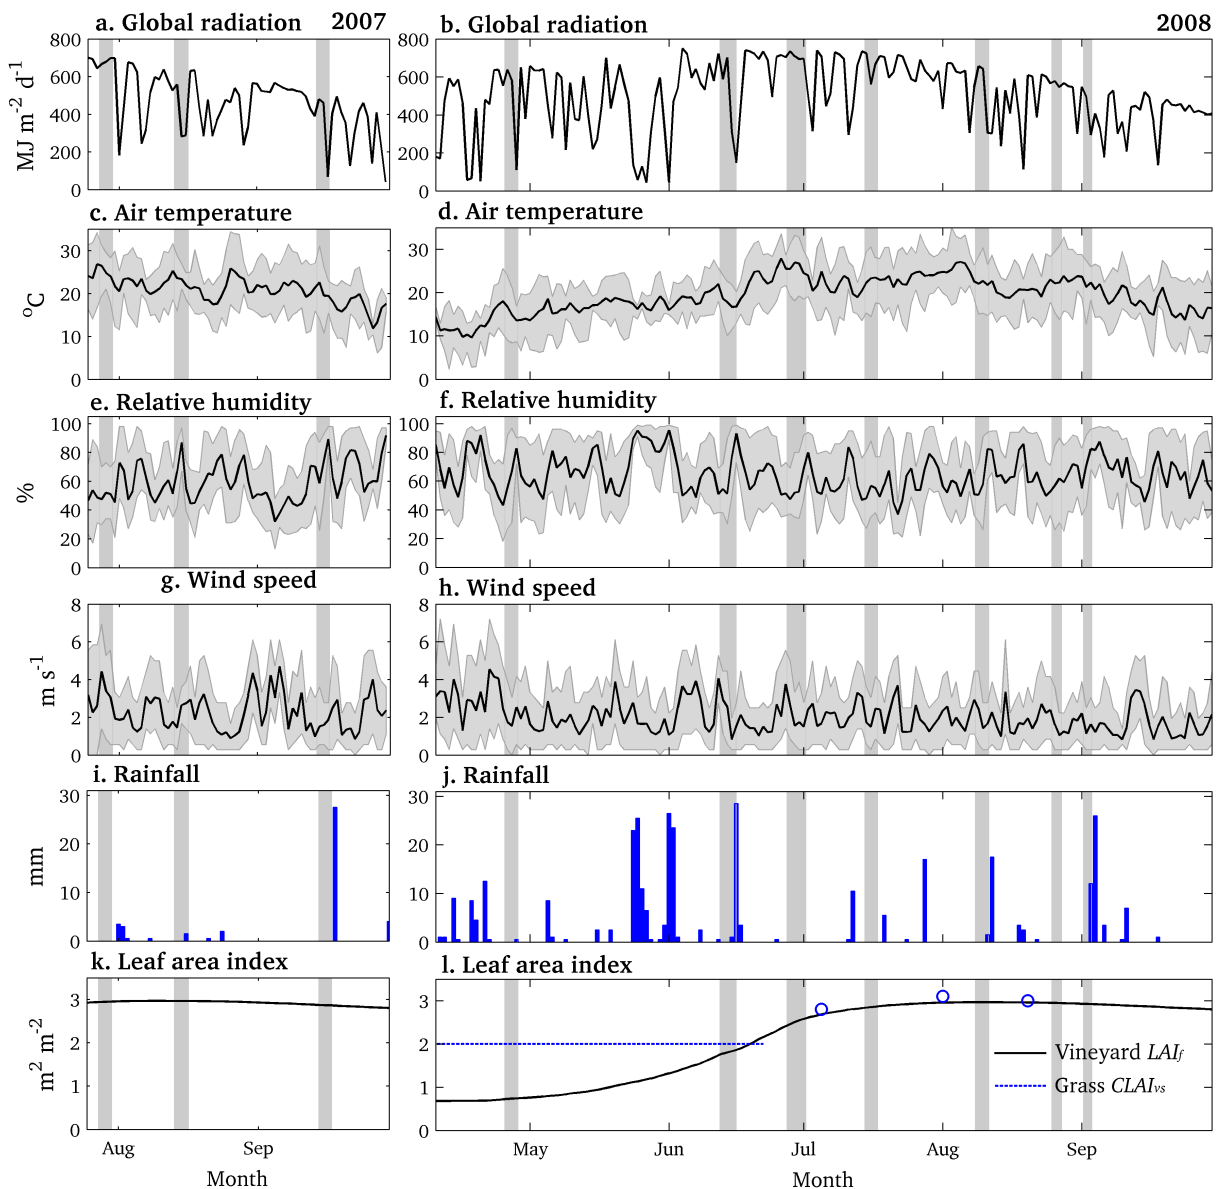 a. Global radiation 2007
b. Global radiation 2008
MJ m-2 d-1
800
600
400
200
0
800
600
400
200
0
c. Air temperature
d. Air temperature
oC
30
20
10
0
30
20
10
0
e. Relative humidity
f. Relative humidity
%
100
80
60
40
20
0
100
80
60
40
20
0
g. Wind speed
h. Wind speed
m s-1
8
6
4
2
0
8
6
4
2
0
i. Rainfall
j. Rainfall
mm
30
20
10
0
30
20
10
0
k. Leaf area index
l. Leaf area index
m2 m-2
3
2
1
0
3
2
1
0
Vineyard LAIf
Grass CLAIvs
Aug Sep
May Jun Jul Aug Sep
Month
Month